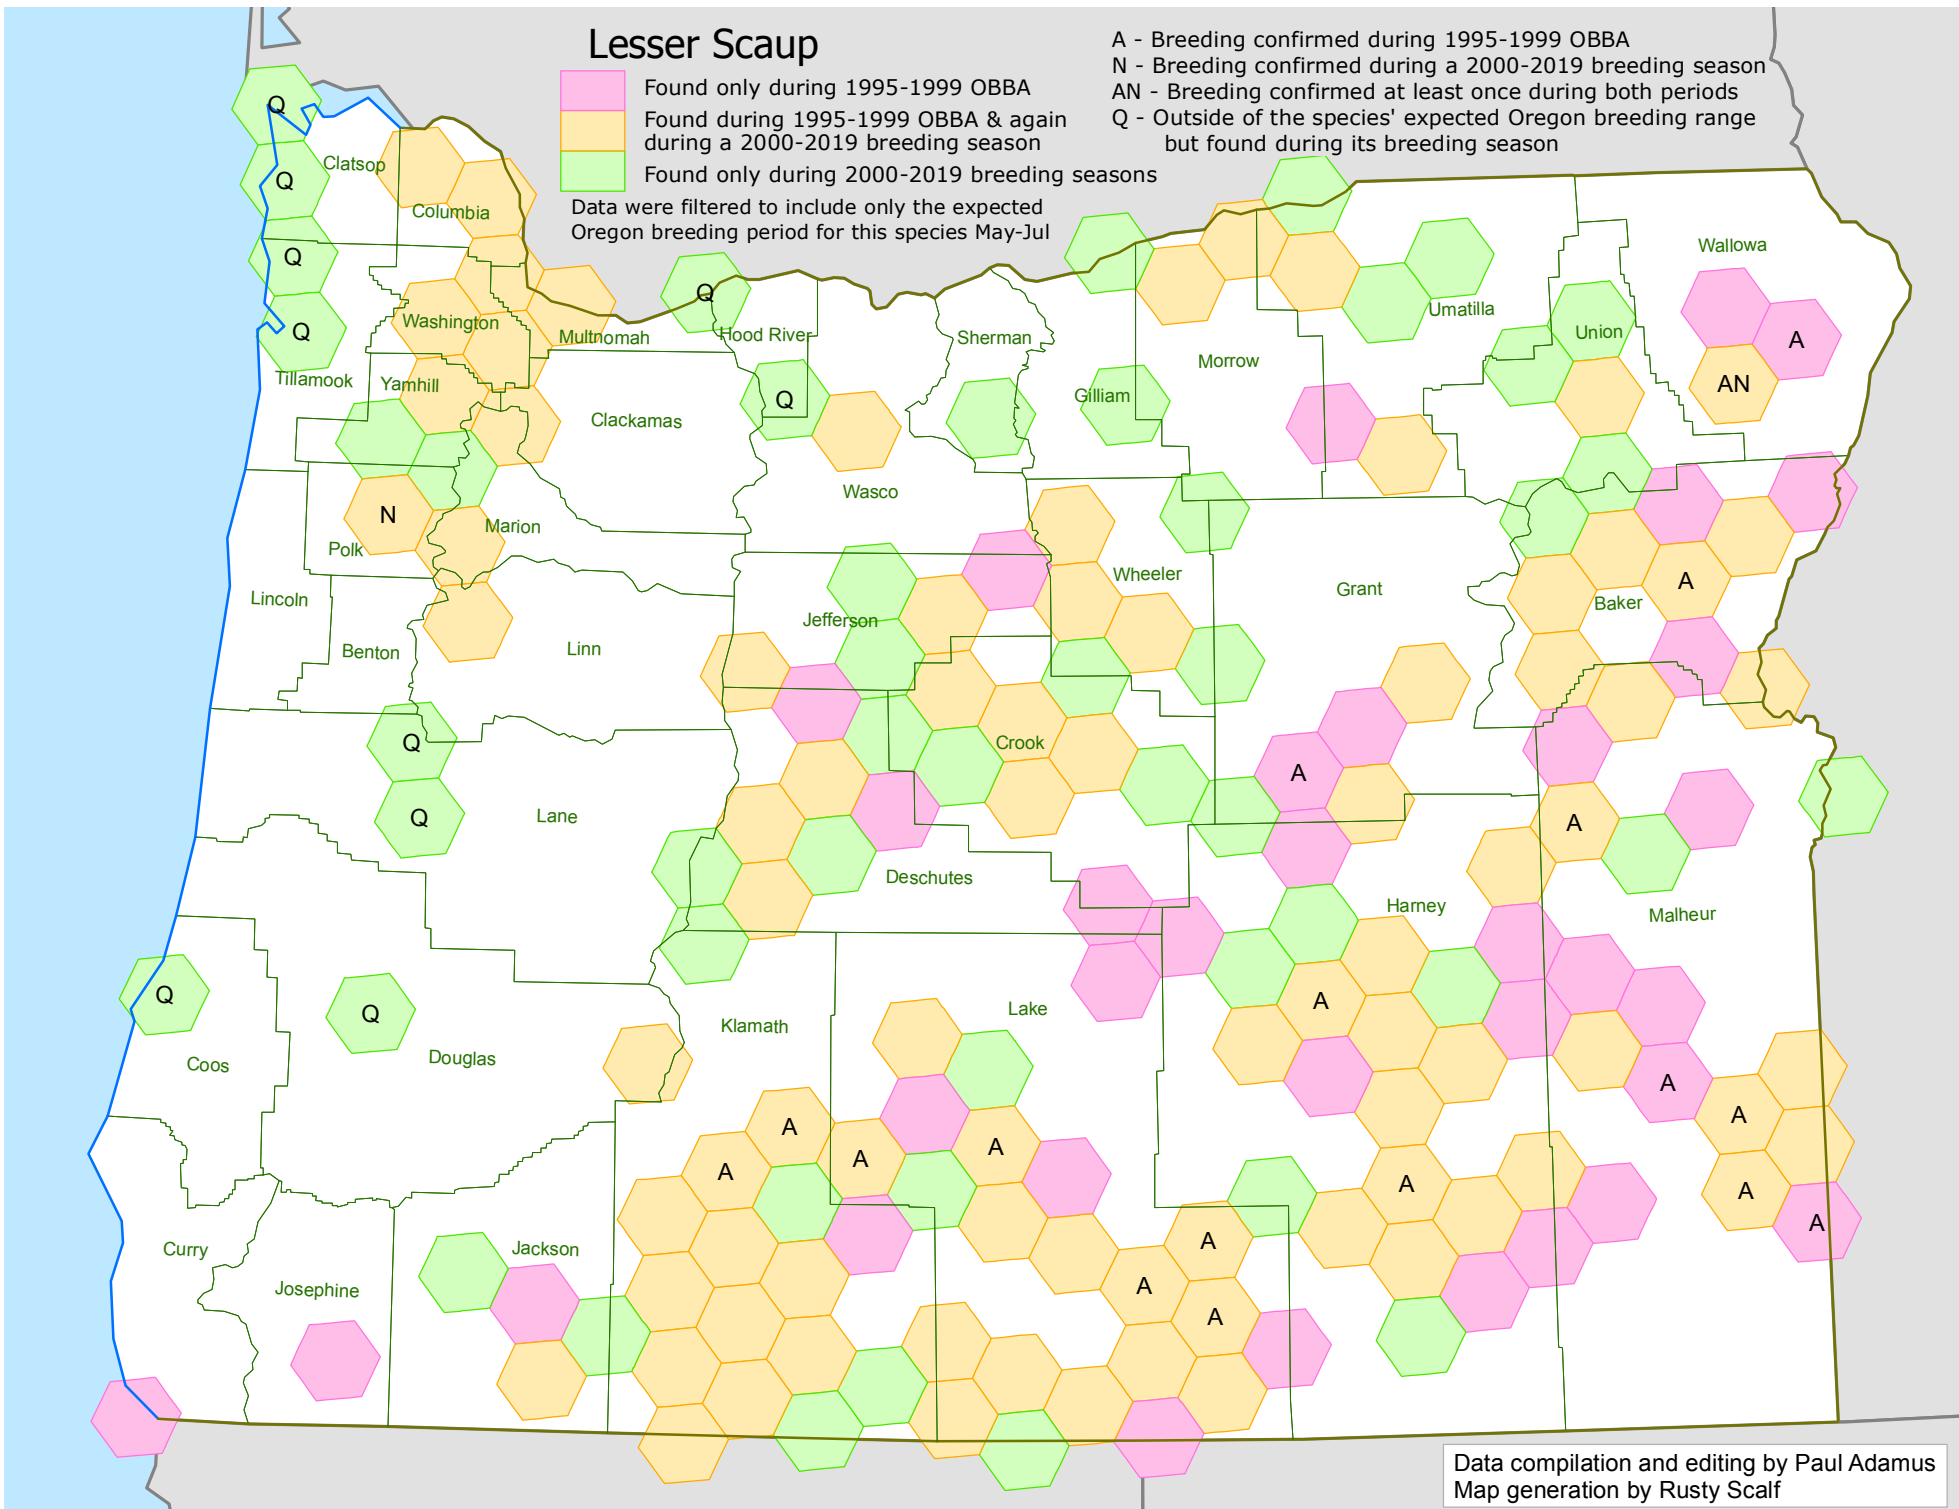 Lesser Scaup
Found only during 1995-1999 OBBA
Found during 1995-1999 OBBA & again
during a 2000-2019 breeding season
Found only during 2000-2019 breeding seasons
Data were filtered to include only the expected
Oregon breeding period for this species May-Jul
A - Breeding confirmed during 1995-1999 OBBA
N - Breeding confirmed during a 2000-2019 breeding season
AN - Breeding confirmed at least once during both periods
Q - Outside of the species' expected Oregon breeding range
but found during its breeding season
Q
Clatsop
Q
Columbia
Wallowa
Q
Q
Q
Washington
Multnomah
Hood River
Sherman
Umatilla
Union
A
Morrow
Tillamook
Yamhill
AN
Gilliam
Q
Clackamas
Wasco
N
Marion
Polk
Wheeler
A
Grant
Lincoln
Baker
Jefferson
Benton
Linn
Q
Crook
A
Q
Lane
A
Deschutes
Harney
Malheur
Q
A
Q
Lake
Klamath
Coos
Douglas
A
A
A
A
A
A
A
A
A
A
Curry
Jackson
A
Josephine
A
A
Data compilation and editing by Paul Adamus
Map generation by Rusty Scalf